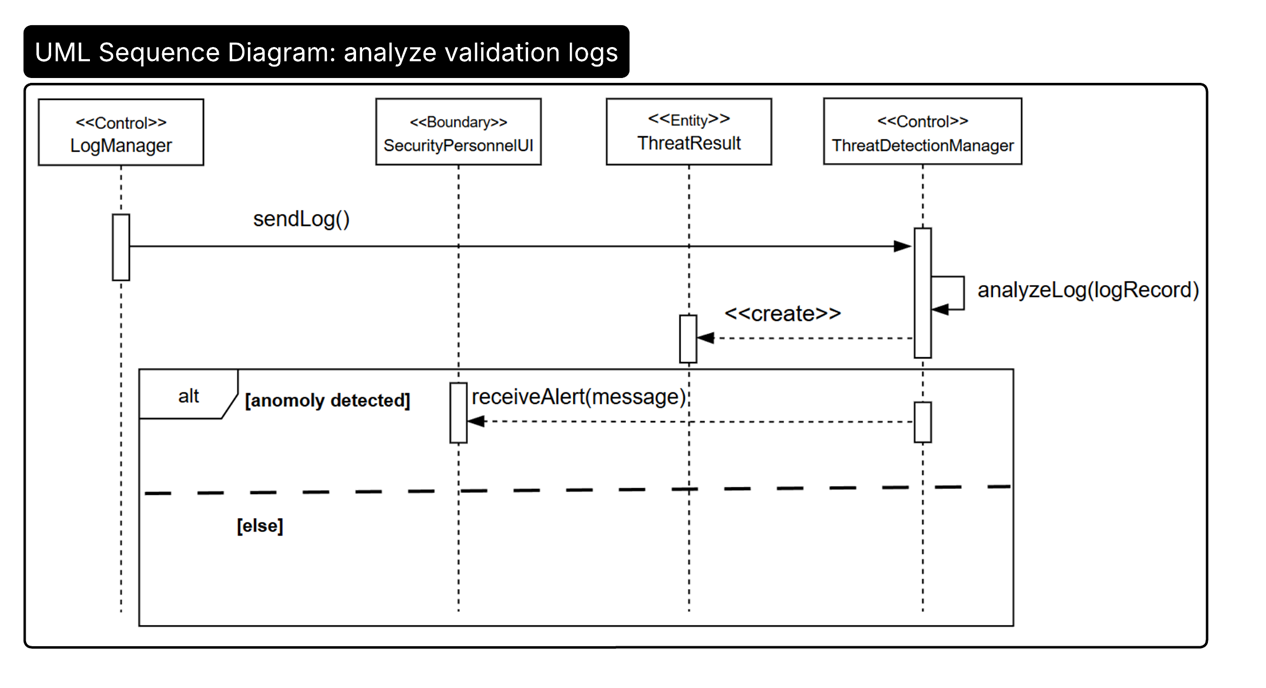 UML Sequence Diagram: analyze validation logs
<<Control>>
LogManager
<<Boundary>>
SecurityPersonnelUI
<<Entity>>
ThreatResult
<<Control>>
ThreatDetectionManager
sendLog()
analyzeLog(logRecord)
<<create>>
alt
[anomoly detected]
receiveAlert(message)
[else]